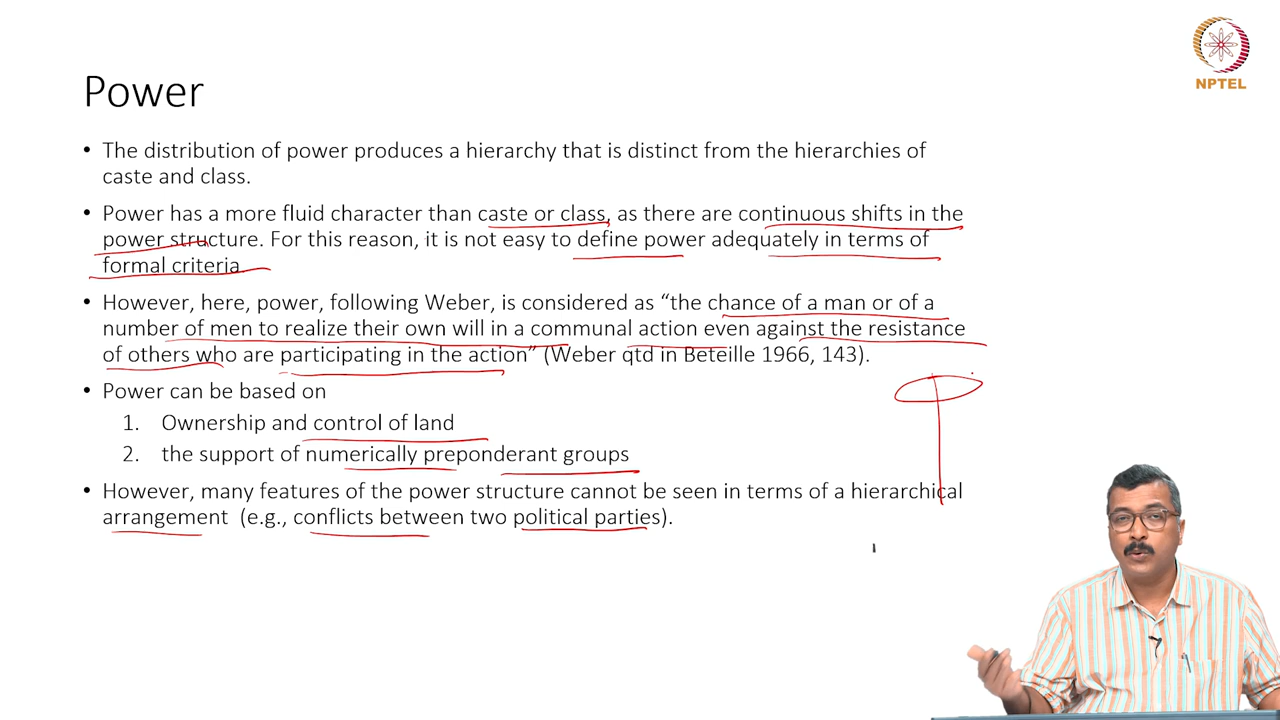 NPTEL
Power
• The distribution of power produces a hierarchy that is distinct from the hierarchies of
caste and class.
• Power has a more fluid character than caste or class, as there are continuous shifts in the
power structure. For this reason, it is not easy to define power adequately in terms of
formal criteria
• However, here, power, following Weber, is considered as “the chance of a man or of a
number of men to realize their own will in a communal action even against the resistance
of others who are participating in the action” (Weber qtd in Beteille 1966, 143).
• Power can be based on
1. Ownership and control of land
2. the support of numerically preponderant groups
• However, many features of the power structure cannot be seen in terms of a hierarchical
arrangement (e.g., conflicts between two political parties).